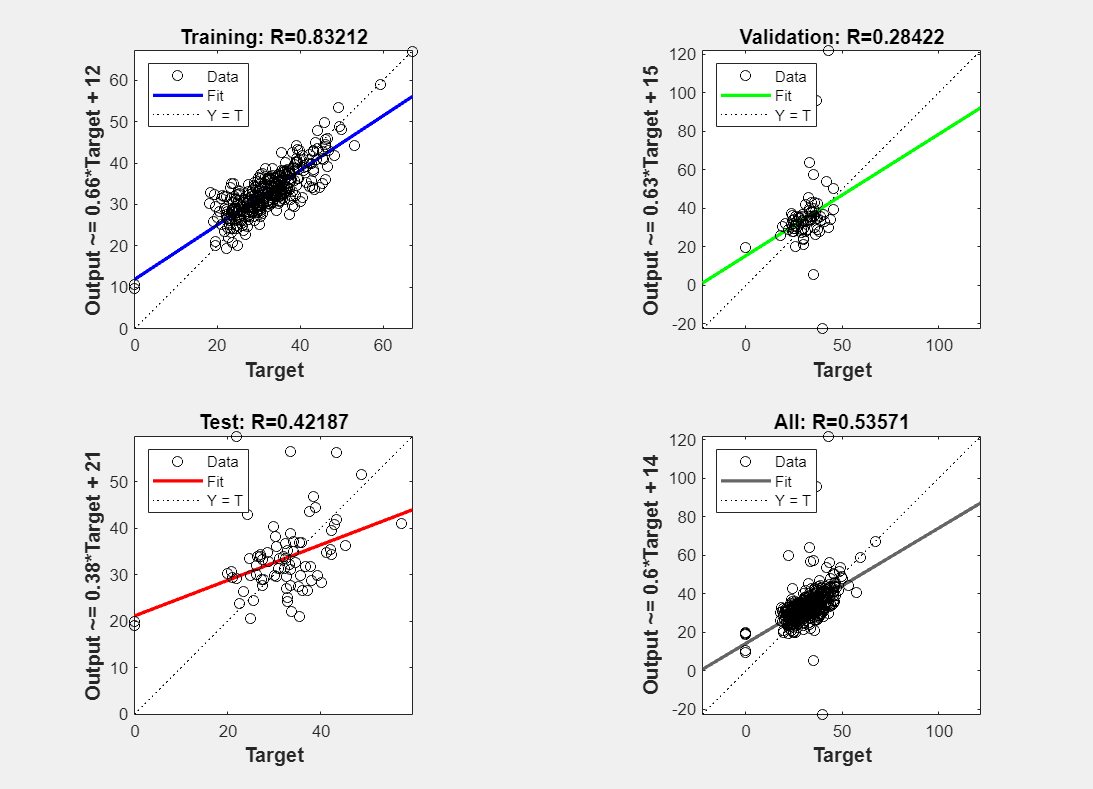 Training: R=0.83212
Output ~= 0.66*Target + 12
60
50
40
30
20
10
0
Data
Fit
Y = T
0 20 40 60
Target
Validation: R=0.28422
Output ~= 0.63*Target + 15
120
100
80
60
40
20
0
-20
Data
Fit
Y = T
0 50 100
Target
Test: R=0.42187
Output ~= 0.38*Target + 21
50
40
30
20
10
0
Data
Fit
Y = T
0 20 40
Target
All: R=0.53571
Output ~= 0.6*Target + 14
120
100
80
60
40
20
0
-20
Data
Fit
Y = T
0 50 100
Target